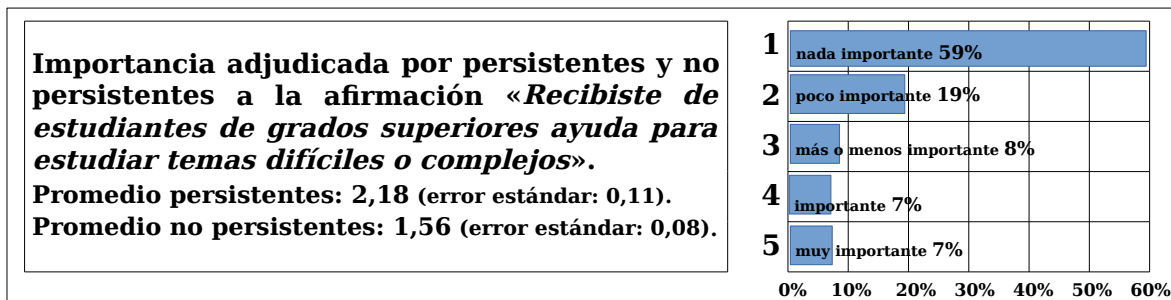 Importancia adjudicada por persistentes y no
persistentes a la afirmación «Recibiste de
estudiantes de grados superiores ayuda para
estudiar temas difíciles o complejos».
Promedio persistentes: 2,18 (error estándar: 0,11).
Promedio no persistentes: 1,56 (error estándar: 0,08).
1 nada importante 59%
2 poco importante 19%
3 más o menos importante 8%
4 importante 7%
5 muy importante 7%
0% 10% 20% 30% 40% 50% 60%